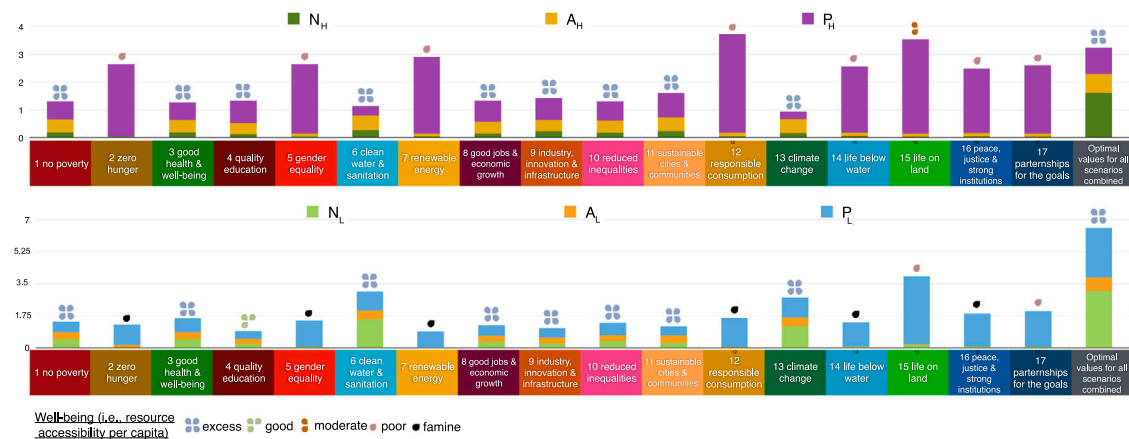 N_H A_H P_H
4
3
2
1
0
1 no poverty
2 zero
hunger
3 good
health &
well-being
4 quality
education
5 gender
equality
6 clean
water &
sanitation
7 renewable
energy
8 good jobs &
economic
growth
9 industry,
innovation &
infrastructure
10 reduced
inequalities
11 sustainable
cities &
communities
12
responsible
consumption
13 climate
change
14 life below
water
15 life on
land
16 peace,
justice &
strong
institutions
17
parternships
for the goals
Optimal
values for all
scenarios
combined
N_L A_L P_L
7
5.25
3.5
1.75
0
1 no poverty
2 zero
hunger
3 good
health &
well-being
4 quality
education
5 gender
equality
6 clean
water &
sanitation
7 renewable
energy
8 good jobs &
economic
growth
9 industry,
innovation &
infrastructure
10 reduced
inequalities
11 sustainable
cities &
communities
12
responsible
consumption
13 climate
change
14 life below
water
15 life on
land
16 peace,
justice &
strong
institutions
17
partnerships
for the goals
Optimal
values for all
scenarios
combined
Well-being (i.e., resource
accessibility per capita)
excess good moderate poor famine